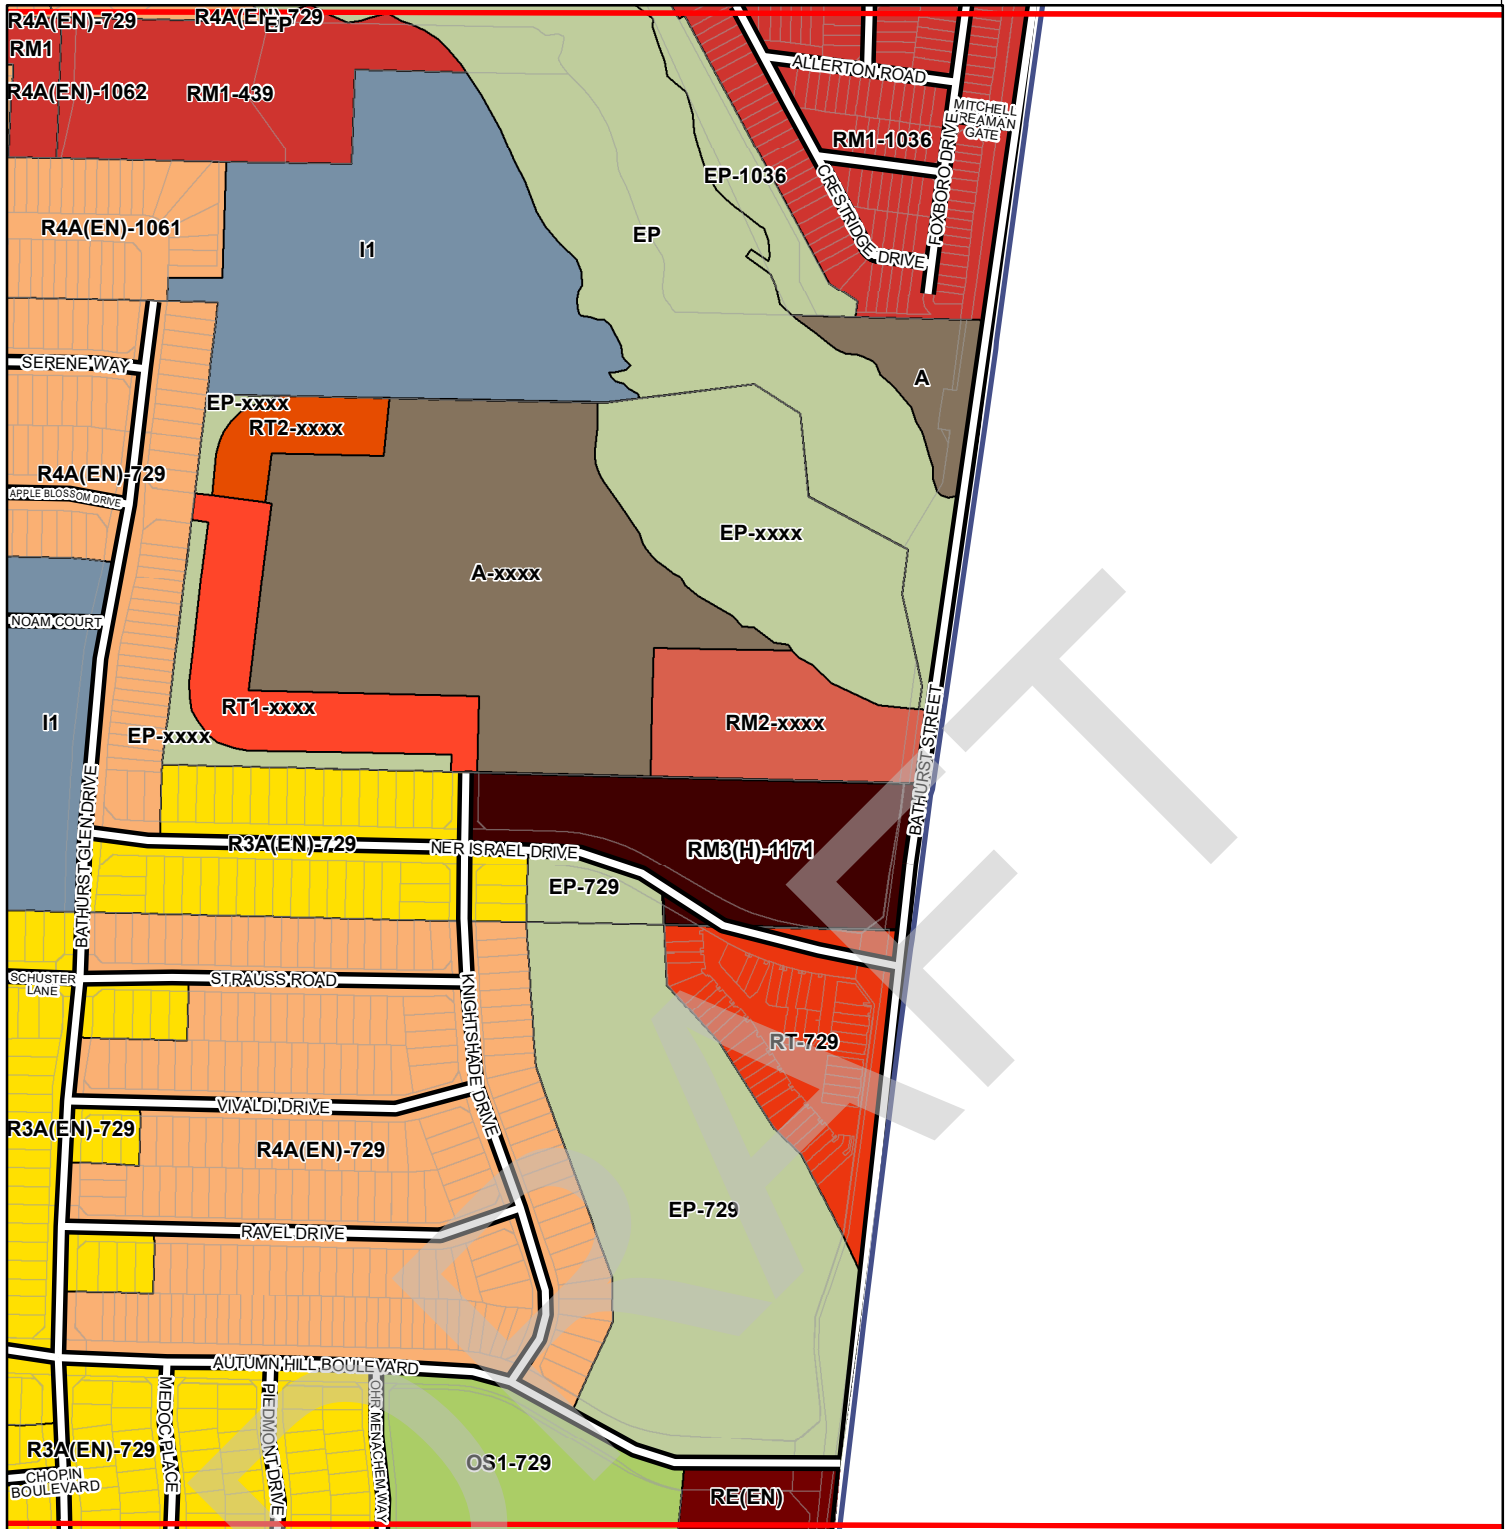 R4A(EN)-729
R4A(EN)-729
EP
RM1
R4A(EN)-1062
RM1-439
ALLERTON ROAD
MITCHELL
REAMAN
GATE
RM1-1036
FOXBORO DRIVE
EP-1036
CRESTRIDGE DRIVE
R4A(EN)-1061
I1
EP
SERENE WAY
A
EP-xxxx
RT2-xxxx
R4A(EN)-729
APPLE BLOSSOM DRIVE
EP-xxxx
A-xxxx
NOAM COURT
I1
RT1-xxxx
EP-xxxx
RM2-xxxx
BATHURST STREET
BATHURST GLEN DRIVE
R3A(EN)-729
NER ISRAEL DRIVE
RM3(H)-1171
EP-729
SCHUSTER
LANE
STRAUSS ROAD
KNIGHTSHADE DRIVE
RT-729
VIVALDI DRIVE
R3A(EN)-729
R4A(EN)-729
EP-729
RAVEL DRIVE
AUTUMN HILL BOULEVARD
MEDOC PLACE
PIEDMONT DRIVE
OHR MENACHEM WAY
R3A(EN)-729
CHOPIN
BOULEVARD
OS1-729
RE(EN)
DRAFT